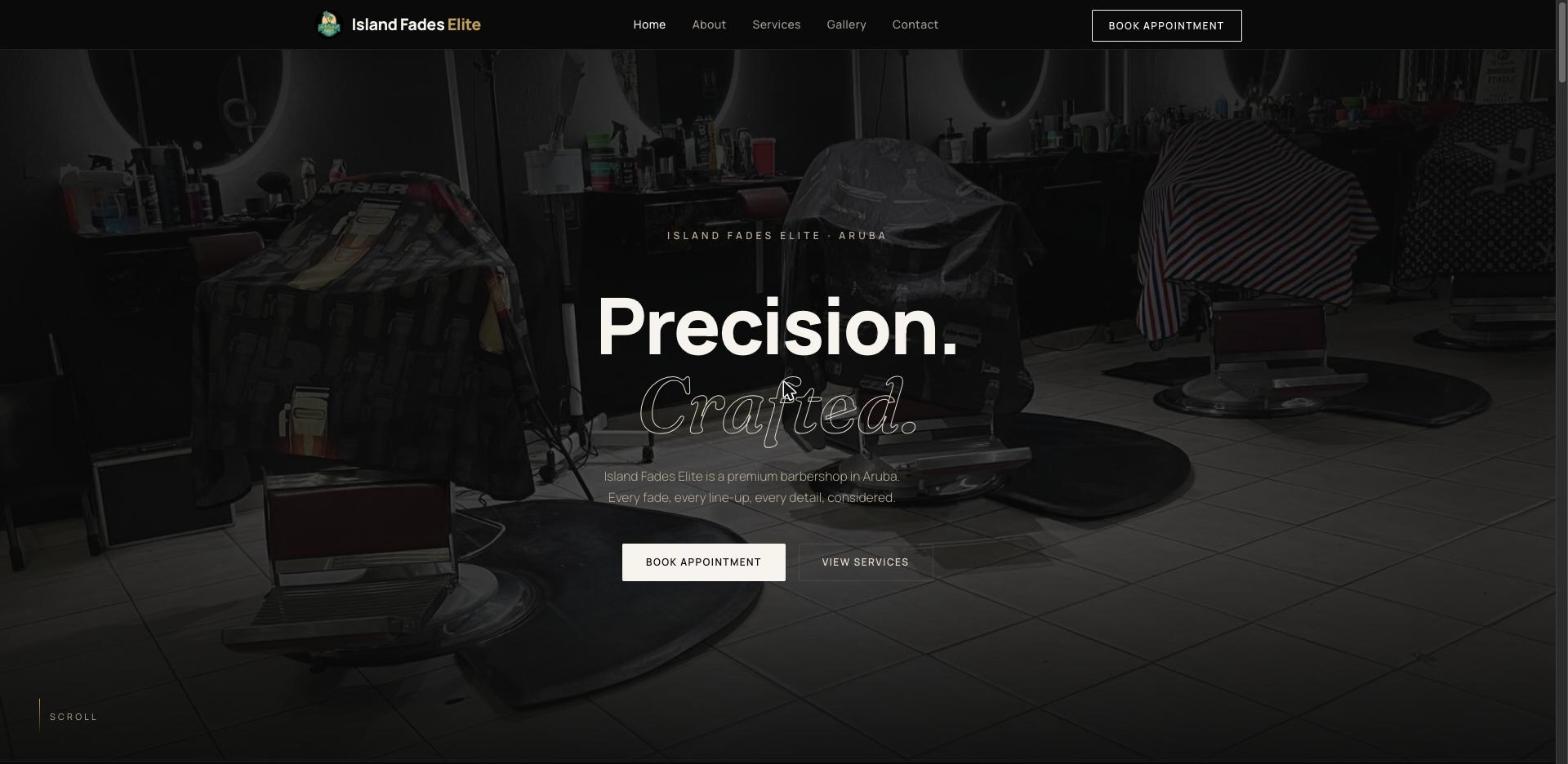 Island Fades Elite
Home
About
Services
Gallery
Contact
BOOK APPOINTMENT
BARBER
ISLAND FADES ELITE · ARUBA
Precision.
Crafted.
Island Fades Elite is a premium barbershop in Aruba.
Every fade, every line-up, every detail, considered.
BOOK APPOINTMENT
VIEW SERVICES
SCROLL